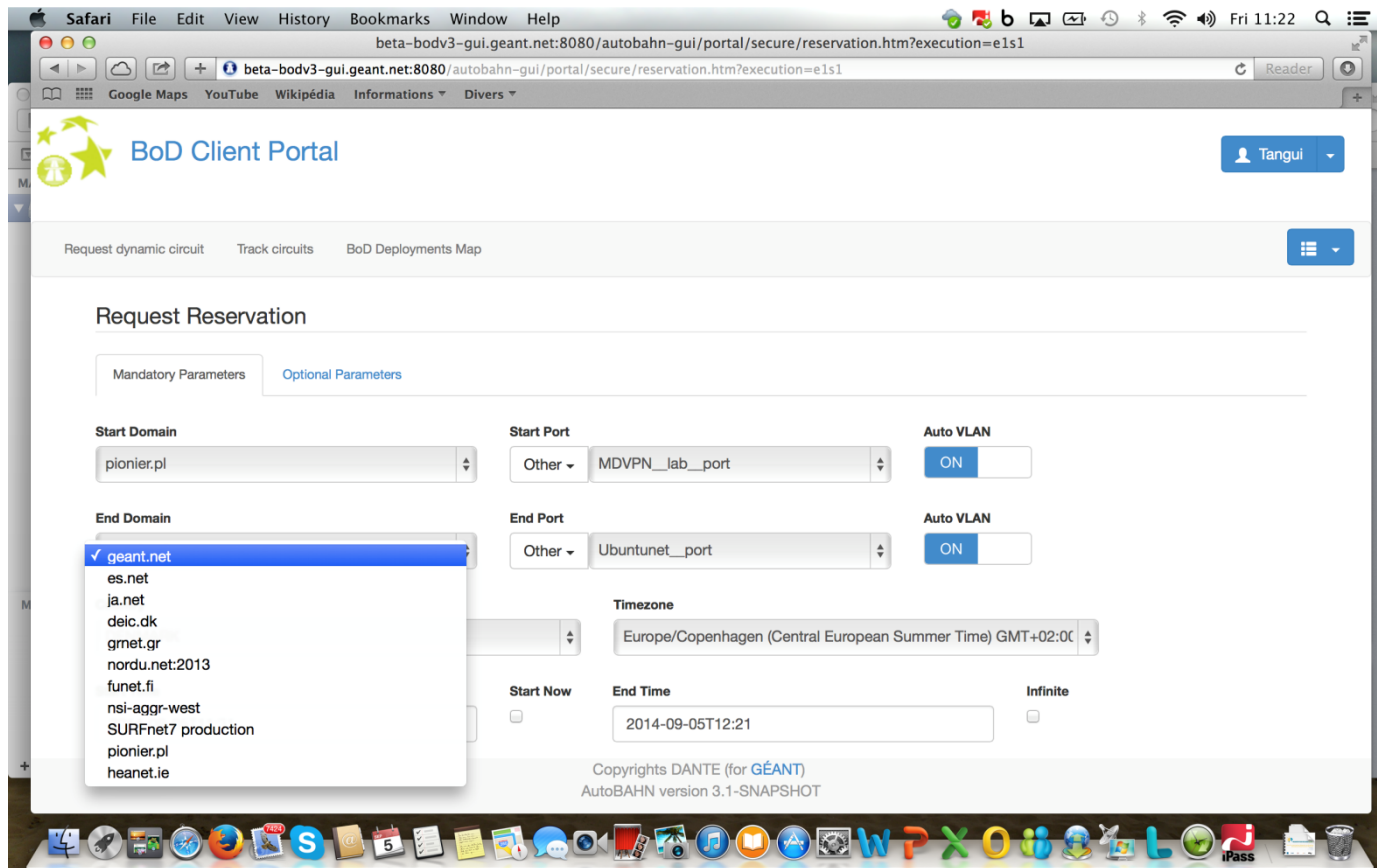 Safari File Edit View History Bookmarks Window Help Fri 11:22
beta-bodv3-gui.geant.net:8080/autobahn-gui/portal/secure/reservation.htm?execution=e1s1
beta-bodv3-gui.geant.net:8080/autobahn-gui/portal/secure/reservation.htm?execution=e1s1 Reader
Google Maps YouTube Wikipédia Informations Divers
BoD Client Portal
Tangui
Request dynamic circuit Track circuits BoD Deployments Map
Request Reservation
Mandatory Parameters Optional Parameters
Start Domain Start Port Auto VLAN
pionier.pl Other MDVPN__lab__port ON
End Domain End Port Auto VLAN
Other Ubuntunet__port ON
✓ geant.net
es.net
ja.net
deic.dk
grnet.gr
nordu.net:2013
funet.fi
nsi-aggr-west
SURFnet7 production
pionier.pl
heanet.ie
Timezone
Europe/Copenhagen (Central European Summer Time) GMT+02:00
Start Now End Time Infinite
2014-09-05T12:21
Copyrights DANTE (for GÉANT)
AutoBAHN version 3.1-SNAPSHOT
7424
5
iPass